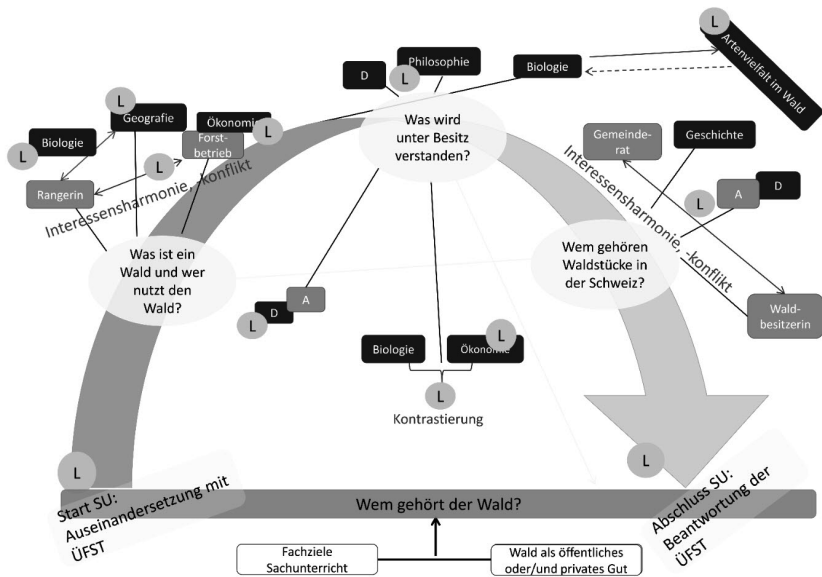 L
Artenvielfalt im Wald
L
Philosophie
D
L
Biologie
Was wird
unter Besitz
verstanden?
L
Geografie
Ökonomie
L
Forst-
betrieb
Biologie
L
L
Rangerin
Interessensharmonie, -konflikt
Was ist ein
Wald und wer
nutzt den
Wald?
Gemeinde-
rat
Geschichte
L
A
D
Interessensharmonie, -konflikt
Wem gehören
Waldstücke in
der Schweiz?
Wald-
besitzerin
A
D
L
Biologie
Ökonomie
L
L
Kontrastierung
L
Start SU:
Auseinandersetzung mit
ÜFST
Wem gehört der Wald?
L
Abschluss SU:
Beantwortung der
ÜFST
Fachziele
Sachunterricht
Wald als öffentliches
oder/und privates Gut